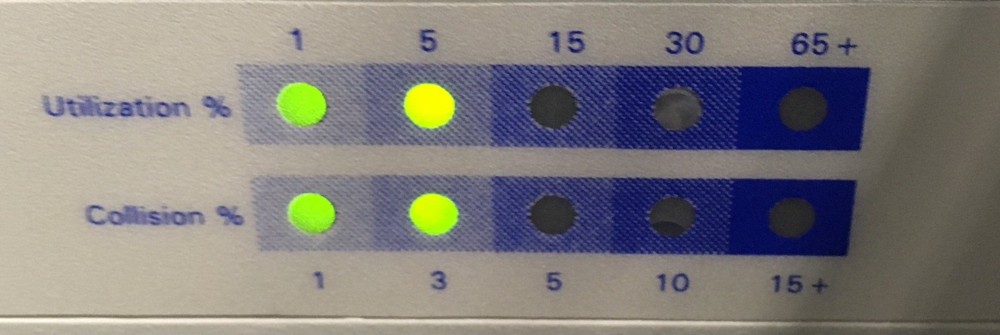 1 5 15 30 65 +
Utilization %
Collision %
1 3 5 10 15 +